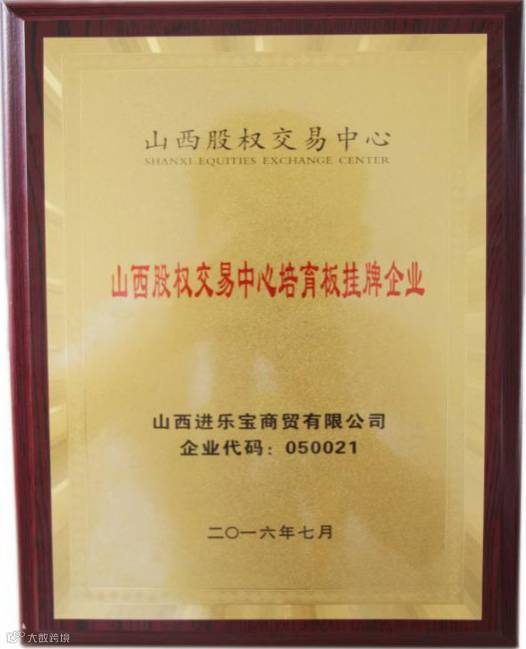 山西股权交易中心
SHANXI EQUITIES EXCHANGE CENTER
山西股权交易中心培育板挂牌企业
山西进乐宝商贸有限公司
企业代码：050021
二〇一六年七月
大数跨境